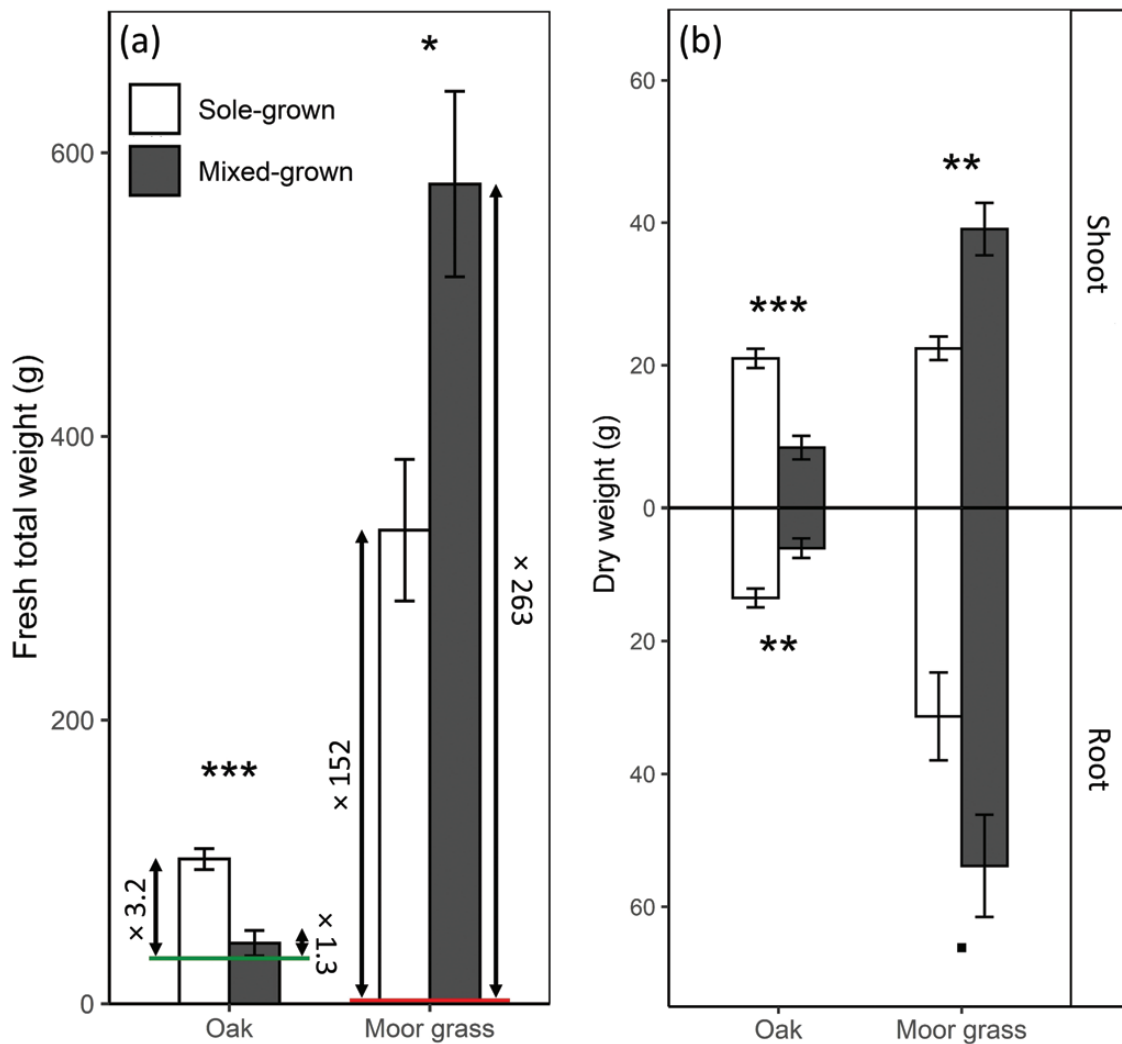 (a)
*
Sole-grown
Mixed-grown
Fresh total weight (g)
600
400
200
0
***
× 3.2
× 1.3
× 152
× 263
Oak
Moor grass
(b)
60
40
20
0
20
40
60
Dry weight (g)
**
***
**
Shoot
Root
Oak
Moor grass